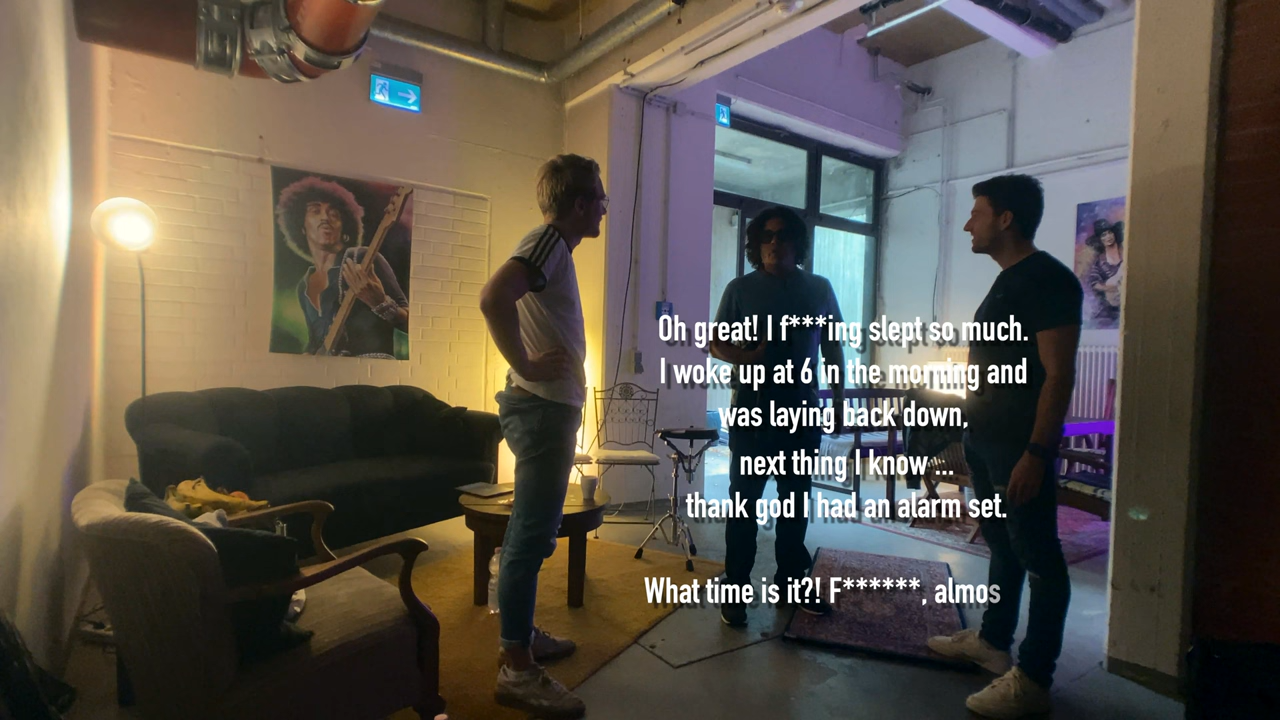 Oh great! I f***ing slept so much.
I woke up at 6 in the morning and
was laying back down,
next thing I know ...
thank god I had an alarm set.
What time is it?! F******, almos